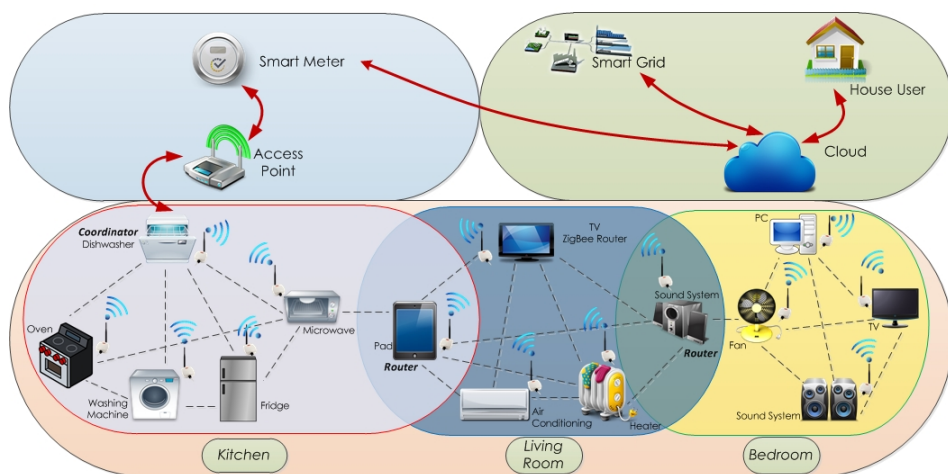 Smart Meter
Smart Grid
House User
Access
Point
Cloud
Coordinator
Dishwasher
TV
ZigBee Router
PC
Oven
Microwave
Pad
Router
Sound System
Router
Fan
TV
Washing
Machine
Fridge
Air
Conditioning
Heater
Sound System
Kitchen
Living
Room
Bedroom